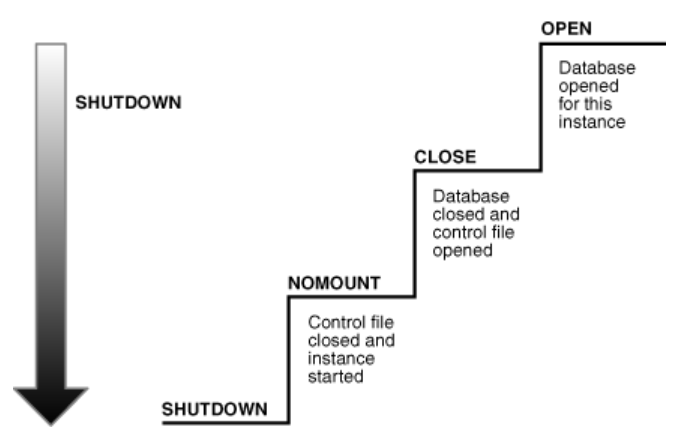 OPEN
Database
opened
for this
instance
SHUTDOWN
CLOSE
Database
closed and
control file
opened
NOMOUNT
Control file
closed and
instance
started
SHUTDOWN